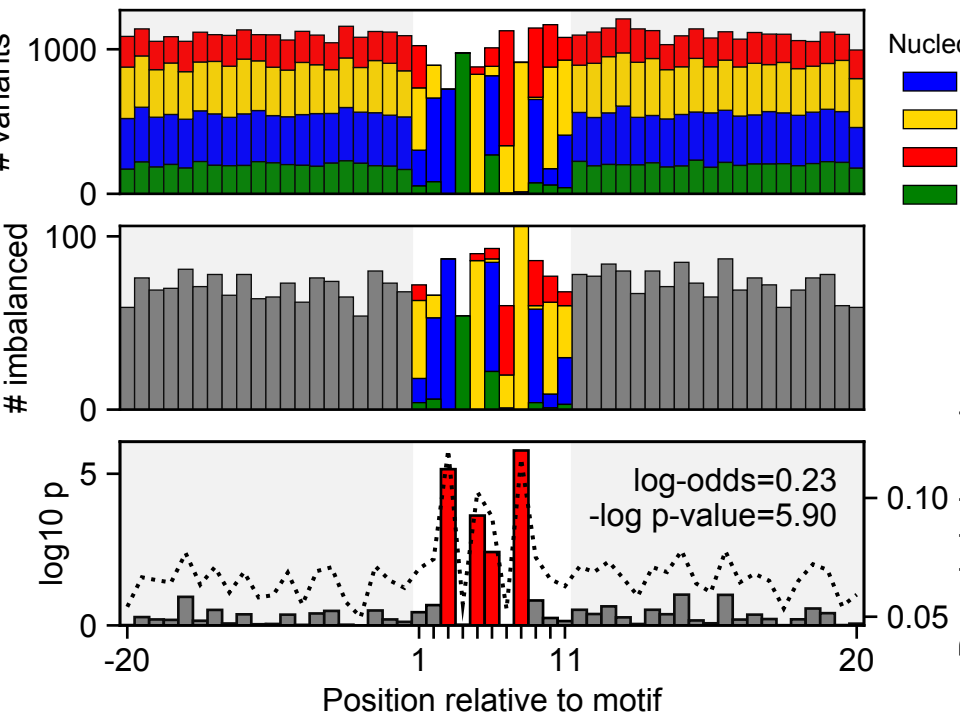 # variants
1000
0
Nucleo
# imbalanced
100
0
log10 p
5
0
log-odds=0.23
-log p-value=5.90
0.10
0.05
-20
1
11
20
Position relative to motif